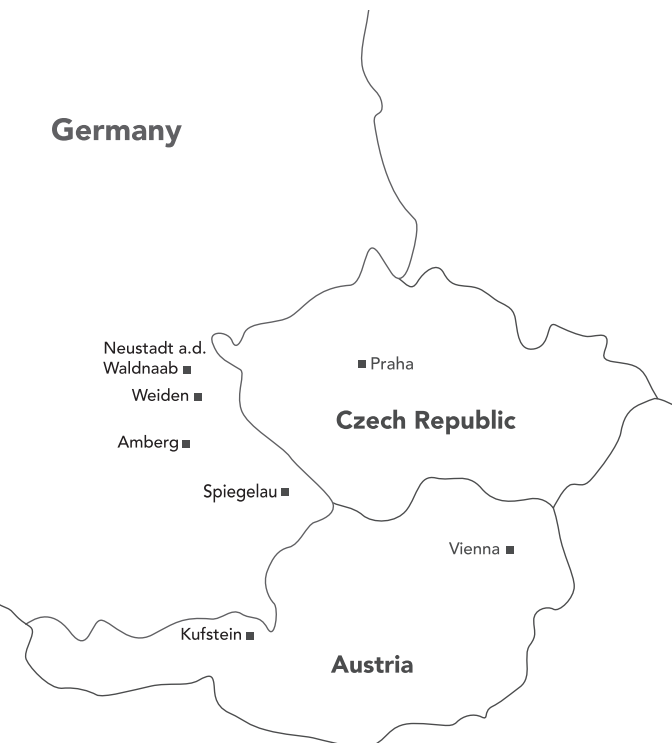 Germany
Neustadt a.d.
Waldnaab
Praha
Weiden
Czech Republic
Amberg
Spiegelau
Vienna
Kufstein
Austria